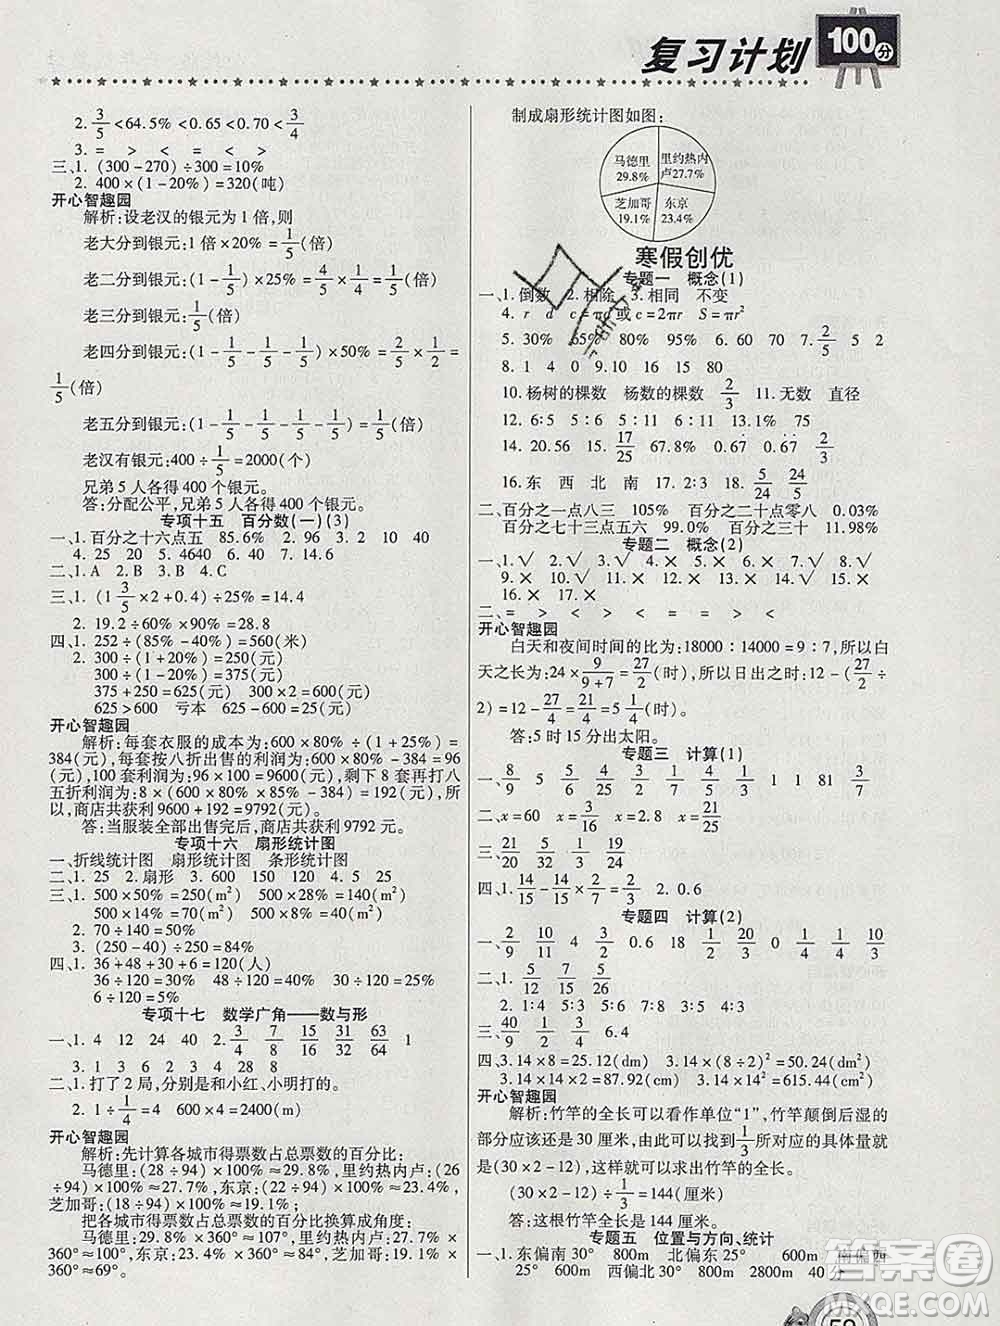 复习计划 100分
2. 3/5<64.5%<0.65<0.70<3/4
3. = > < = > <
三、1. (300-270)÷300=10%
2. 400×(1-20%)=320(吨)
开心智趣园
解析:设老汉的银元为1倍,则
老大分到银元:1倍×20%=1/5(倍)
老二分到银元:(1-1/5)×1/5×1/4=1/5(倍)
老三分到银元:1/5(倍)
老四分到银元:(1-1/5-1/5-1/5)×50%=2/5×1/2=
1/5(倍)
老五分到银元:(1-1/5-1/5-1/5-1/5)=1/5(倍)
老汉有银元:400÷1/5=2000(个)
兄弟5人各得400个银元。
答:分配公平,兄弟5人各得400个银元。
专项十五 百分数(一)(3)
一、1.百分之十六点五 85.6% 2. 96 3. 10 40
4. 25 20 5. 40 6. 20 7. 14.6
二、1. A 2. B 3. B 4. C
三、1. (1 3/5×2+0.4)÷25%=14.4
2. 19.2÷60%×90%=28.8
四、1. 252÷(85%-40%)=560(米)
2. 300÷(1+20%)=250(元)
300÷(1-20%)=375(元)
375+250=625(元) 300×2=600(元)
625>600 亏本 625-600=25(元)
开心智趣园
解析:每套衣服的成本为:600×80%÷(1+25%)=
384(元),每套按八折出售的利润为:600×80%-384=96
(元),100套利润为:96×100=9600(元);剩下8套再打八
五折利润为:8×(600×80%×85%-384)=192(元),所
以,商店共获利9600+192=9792(元)。
答:当服装全部出售完后,商店共获利9792元。
专项十六 扇形统计图
一、折线统计图 扇形统计图 条形统计图
二、1. 25 2.扇形 3. 600 150 120 4. 5 25
三、1. 500×50%=250(m²) 500×28%=140(m²)
500×14%=70(m²) 500×8%=40(m²)
2. 70÷140=50%
3. (160-25)÷160≈84%
四、1. 36+48+30+6=120(人)
36÷120=30% 48÷120=40% 30÷120=25%
6÷120=5%
专项十七 数学广角——数与形
一、1. 4 12 24 40 2. 3/4 7/8 15/16 31/32 63/64 1
二、1.打了2局,分别是和小红、小明打的。
2. 1÷1/4=4 600×4=2400(米)
开心智趣园
解析:先计算各城市得票数占总票数的百分比:
马德里:(28÷94)×100%≈29.8%,里约热内卢:(26
÷94)×100%≈27.7%,东京:(22÷94)×100%≈23.4%,
芝加哥:(18÷94)×100%≈19.1%;
把各城市得票数占总票数的百分比换算成角度:
马德里:29.8%×360°≈107°,里约热内卢:27.7%×
360°≈100°,东京:23.4%×360°≈84°,芝加哥:19.1%×
360°≈69°。
制成扇形统计图如图:
马德里 29.8% 里约热内卢27.7%
芝加哥 19.1% 东京 23.4%
寒假创优
专题一 概念(1)
一、1.倒数 2.相除 3.相同 不变
4. r d c=πd或c=2πr S=πr²
5. 30% 65% 80% 95% 6. 20 7. 2/5 5 2
8. 1 4 0 9. 10 15 80
10.杨树的棵数 杨数的棵数 2/3 11.无数 直径
12. 6:5 5:11 5:6 6:11 13. 75
14. 20.56 15. 17/25 67.8% 0.67 0.67 2/3
16.东 西 北 南 17. 2:3 18. 5/24 24/25
二、百分之一点八三 百分之二十点零八 0.03%
百分之七十三点五六 99.0% 百分之三十 11.98%
专题二 概念(2)
一、1.√ 2.× 3.√ 4.√ 5.× 6.√ 7.√ 8.√
9.× 10.× 11.√ 12.× 13.× 14.× 15.×
16.× 17.×
二、= > < > < = = > <
开心智趣园
白天和夜间时间的比为:18000:14000=9:7,所以白
天之长为:24×9/(9+7)=27/2(时),所以日出之时:12-(27/2÷
2)=12-27/4=21/4=5 1/4(时)。
答:5时15分出太阳。
专题三 计算(1)
一、8/9 5/7 3/5 1/4 4/15 1/4 1 1 81 7/8
二、x=60 x=3/16 x=2.8 x=4/5
三、3/5 1/2 15/19 21/24
四、1. 14/15-14/15×2/7=2/3 2. 0.6
专题四 计算(2)
一、2/9 10/11 4 3/2 0.6 18 1/2 20/3 0 1/4 4/15 8/7
二、1. 5/7 7/30 1/5 7/24
2. 1:4 5:3 7:6 3:4 3:1 4:3
三、40/9 1/2 3/4 6.4
四、3.14×8=25.12(dm) 3.14×(8÷2)²=50.24(dm²)
3.14×14×2=87.92(cm) 3.14×14²=615.44(cm²)
开心智趣园
解析:竹竿的全长可以看作单位“1”,竹竿颠倒后湿的
部分应该还是30厘米,由此可以找到1/3所对应的具体量就
是(30×2-12),这样就可以求出竹竿的全长。
(30×2-12)÷1/3=144(厘米)
答:这根竹竿全长为144厘米。
专题五 位置与方向、统计
一、1.东偏南30° 800m 北偏东25° 600m 南偏西
25° 600m 西偏北30° 800m 2800m 40分
答案圈
MXQE.COM
59